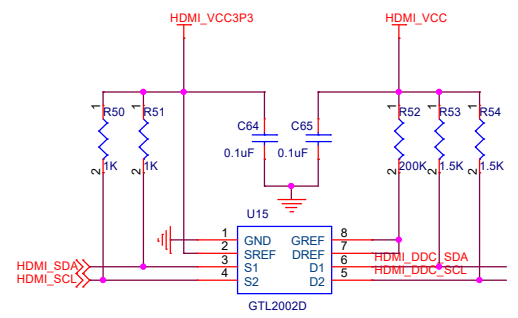 HDMI_VCC3P3
HDMI_VCC
1 R50
1 R51
C64
C65
1 R52
1 R53
1 R54
2 1K
2 1K
0.1uF
0.1uF
2 200K
2 1.5K
2 1.5K
U15
1 GND GREF 8
2 SREF DREF 7
HDMI_SDA 3 S1 D1 6 HDMI_DDC_SDA
HDMI_SCL 4 S2 D2 5 HDMI_DDC_SCL
GTL2002D